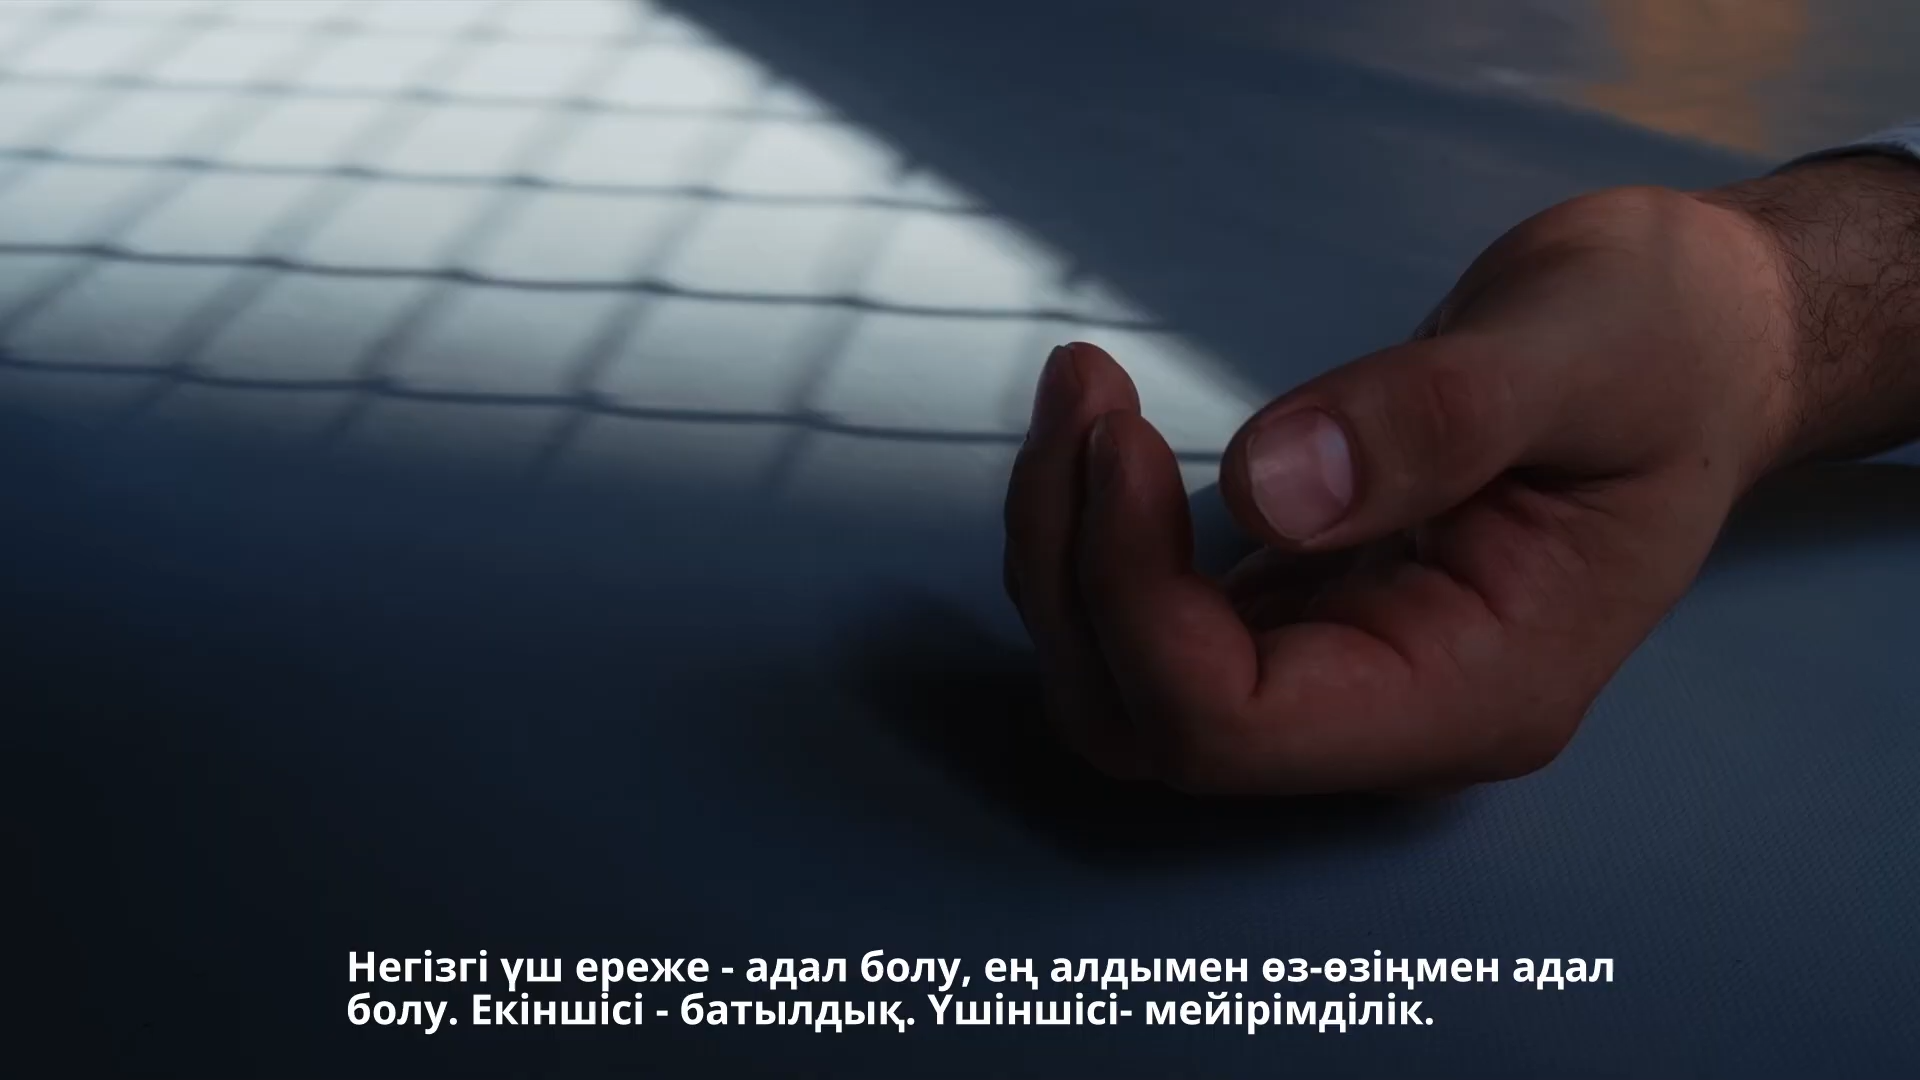 Негізгі үш ереже - адал болу, ең алдымен өз-өзіңмен адал
болу. Екіншісі - батылдық. Үшіншісі- мейірімділік.